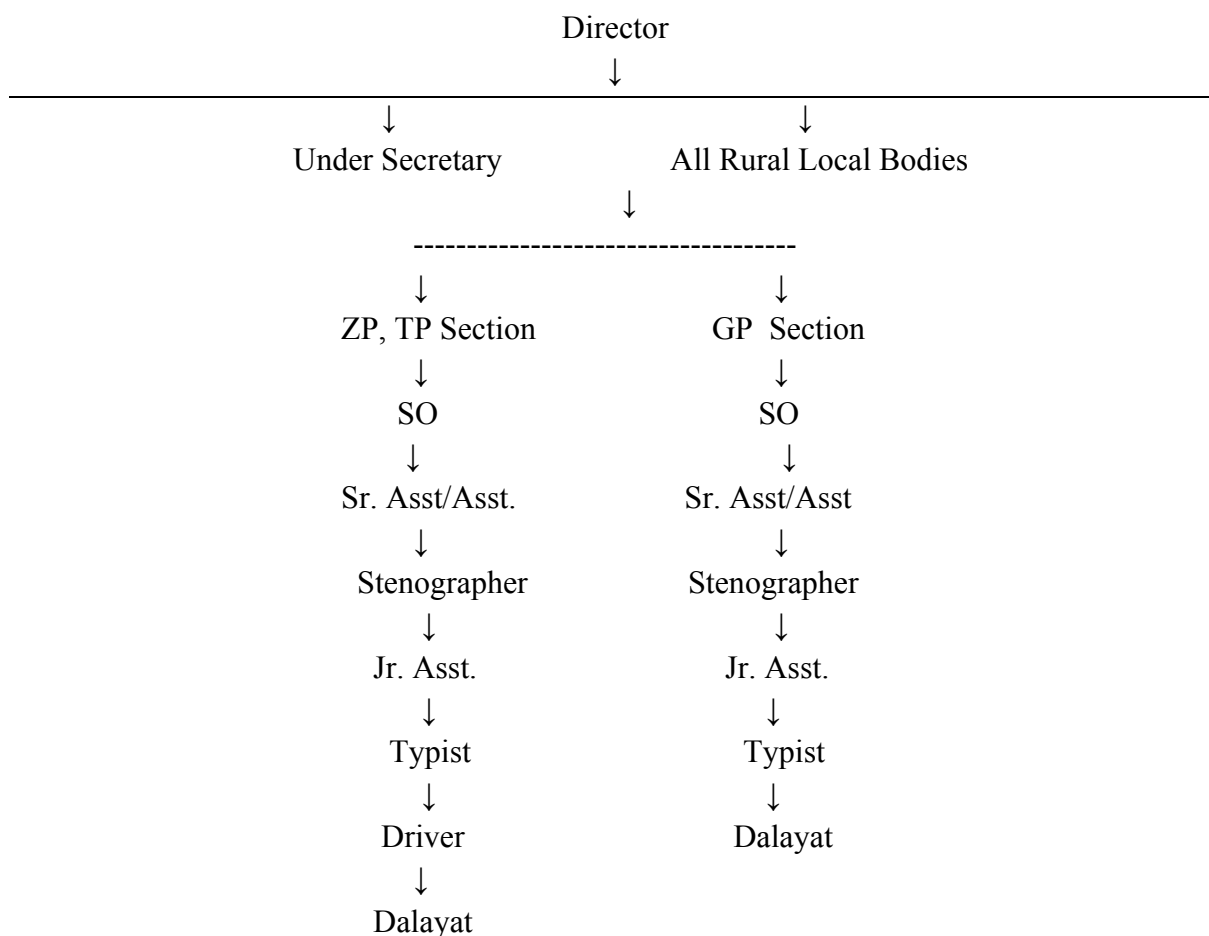 Director
↓
↓ ↓
Under Secretary All Rural Local Bodies
↓
------------------------------------
↓ ↓
ZP, TP Section GP Section
↓ ↓
SO SO
↓ ↓
Sr. Asst/Asst. Sr. Asst/Asst
↓ ↓
Stenographer Stenographer
↓ ↓
Jr. Asst. Jr. Asst.
↓ ↓
Typist Typist
↓ ↓
Driver Dalayat
↓
Dalayat